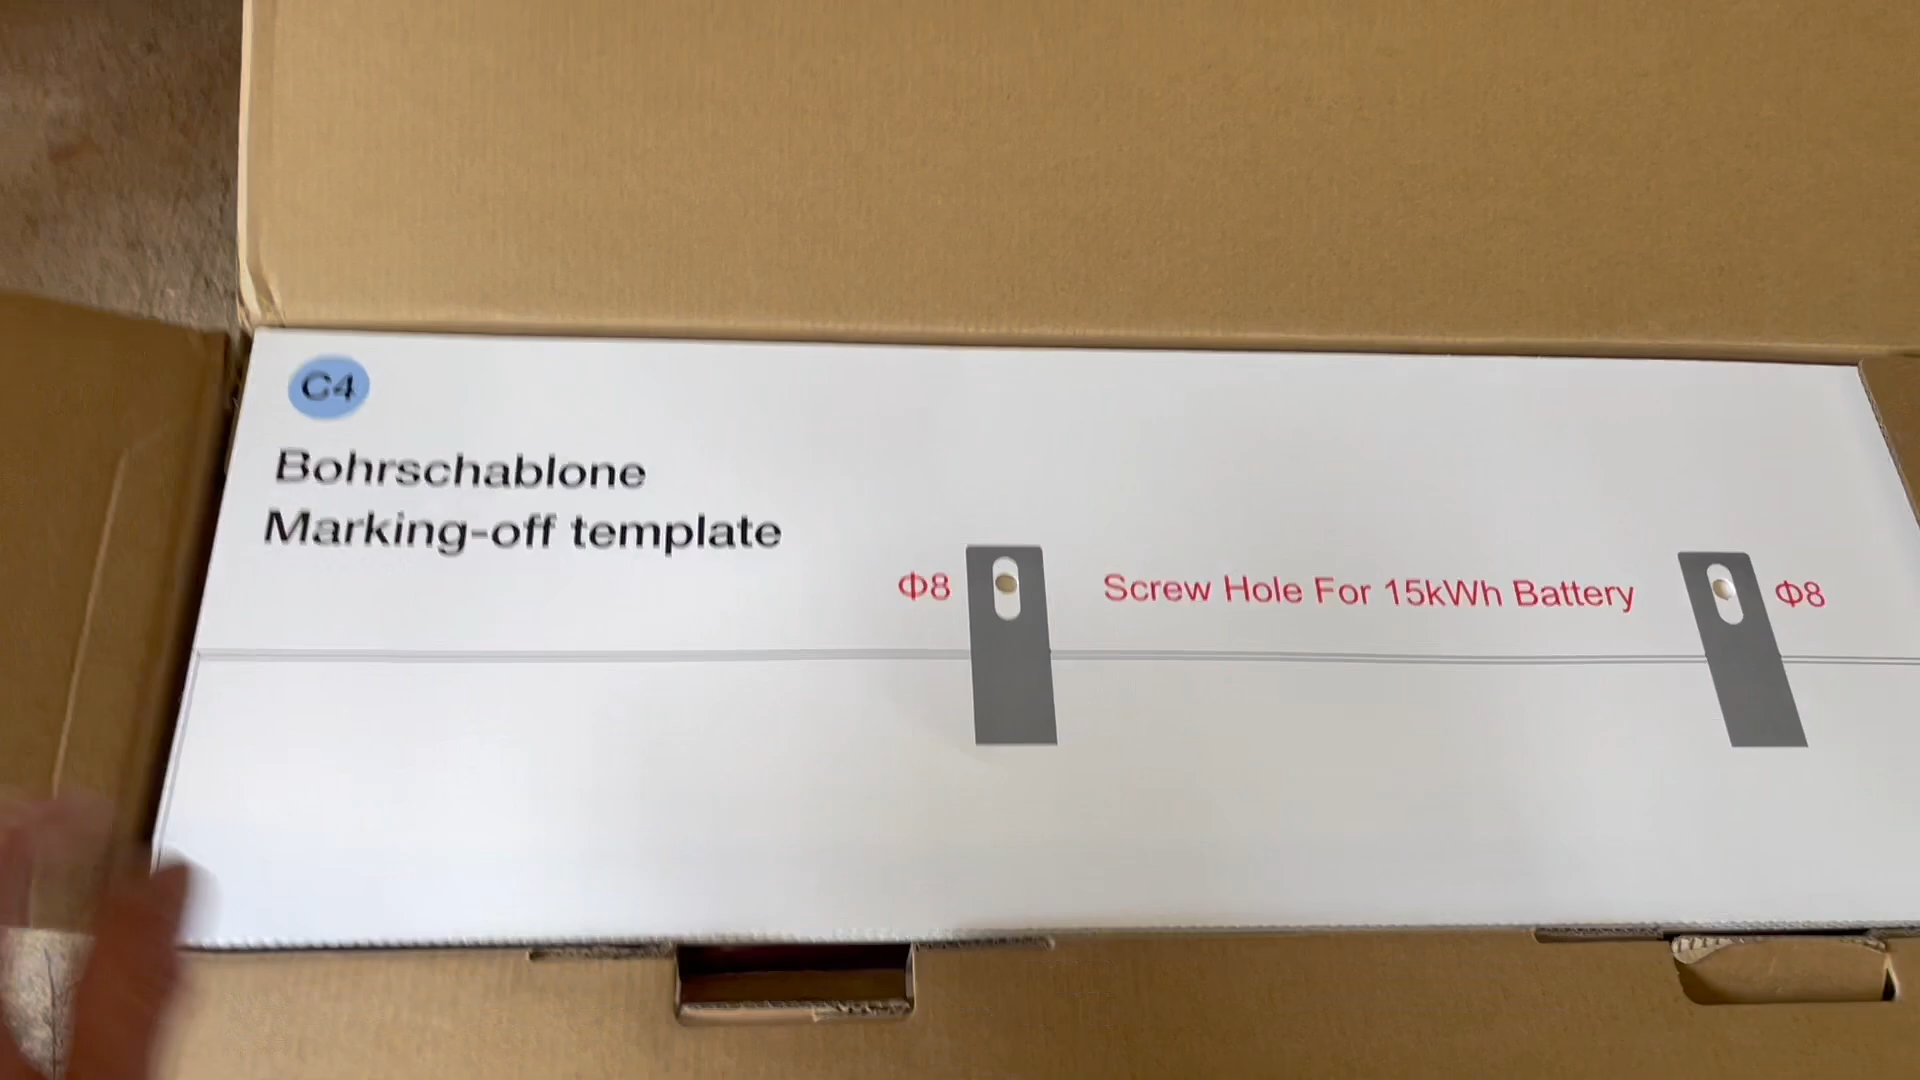 C4
Bohrschablone
Marking-off template
Φ8 Screw Hole For 15kWh Battery Φ8